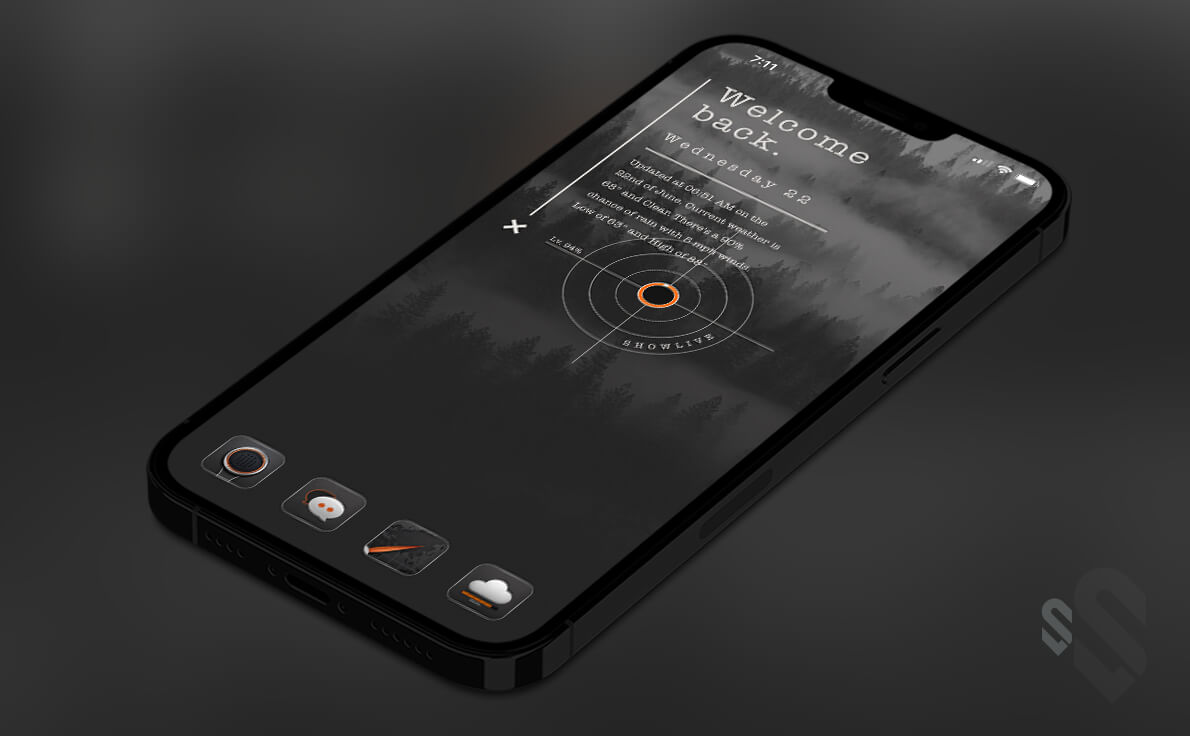 7:11
Welcome
back.
Wednesday 22
Updated at 06:51 AM on the
22nd of June. Current weather is
68° and Clear. There's a 90%
chance of rain with 5 mph winds
Low of 63° and High of 88°
Lv. 94%
SHOWLIVE